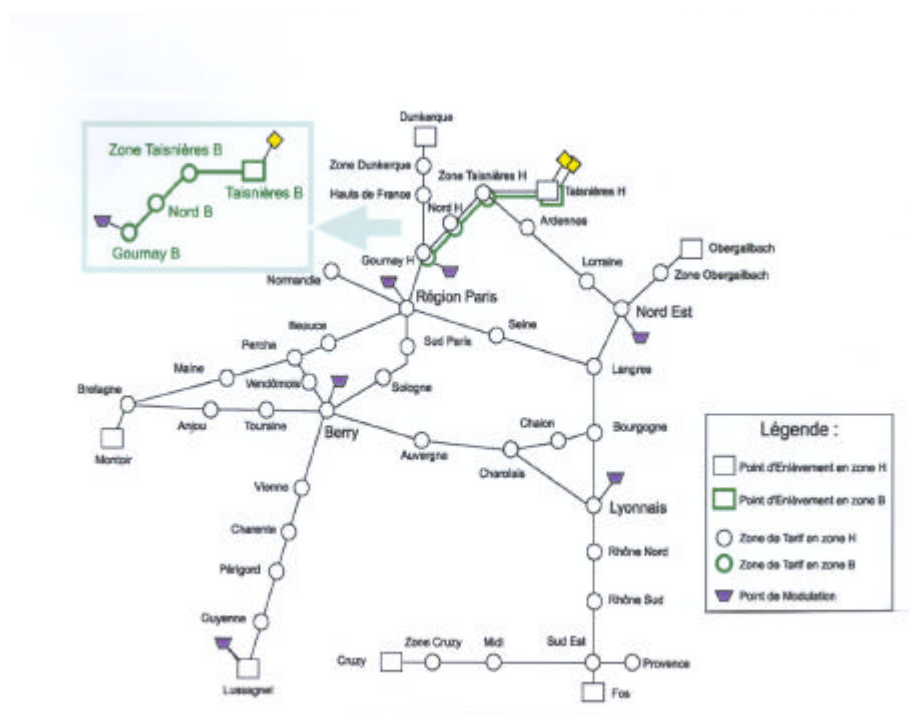 Dunkerque
Zone Taisnières B
Taisnières B
Nord B
Gournay B
Zone Dunkerque
Zone Taisnières H
Hauts de France
Taisnières H
Nord H
Ardennes
Gournay H
Obergailbach
Lorraine
Zone Obergailbach
Normandie
Région Paris
Nord Est
Beauce
Seine
Perche
Sud Paris
Maine
Langres
Vendômois
Sologne
Bretagne
Anjou
Touraine
Berry
Chalon
Bourgogne
Montoir
Auvergne
Charolais
Vienne
Lyonnais
Charente
Rhône Nord
Périgord
Rhône Sud
Guyenne
Zone Cruzy
Midi
Sud Est
Cruzy
Provence
Lussagnet
Fos
Légende :
Point d'Enlèvement en zone H
Point d'Enlèvement en zone B
Zone de Tarif en zone H
Zone de Tarif en zone B
Point de Modulation